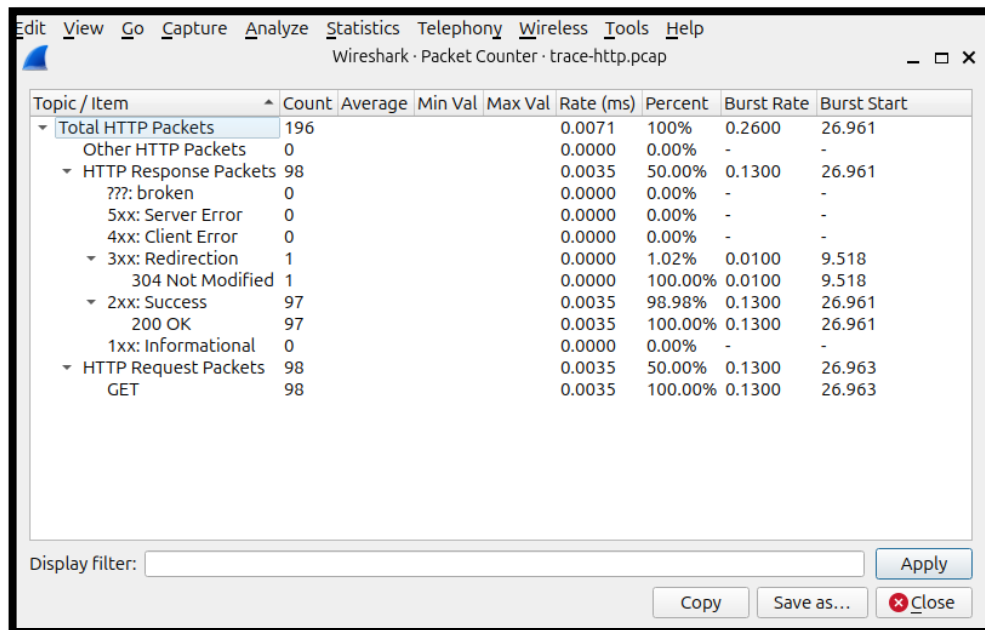 Edit View Go Capture Analyze Statistics Telephony Wireless Tools Help
Wireshark · Packet Counter · trace-http.pcap
Topic / Item Count Average Min Val Max Val Rate (ms) Percent Burst Rate Burst Start
Total HTTP Packets 196 0.0071 100% 0.2600 26.961
Other HTTP Packets 0 0.0000 0.00% - -
HTTP Response Packets 98 0.0035 50.00% 0.1300 26.961
???: broken 0 0.0000 0.00% - -
5xx: Server Error 0 0.0000 0.00% - -
4xx: Client Error 0 0.0000 0.00% - -
3xx: Redirection 1 0.0000 1.02% 0.0100 9.518
304 Not Modified 1 0.0000 100.00% 0.0100 9.518
2xx: Success 97 0.0035 98.98% 0.1300 26.961
200 OK 97 0.0035 100.00% 0.1300 26.961
1xx: Informational 0 0.0000 0.00% - -
HTTP Request Packets 98 0.0035 50.00% 0.1300 26.963
GET 98 0.0035 100.00% 0.1300 26.963
Display filter: Apply
Copy Save as... Close